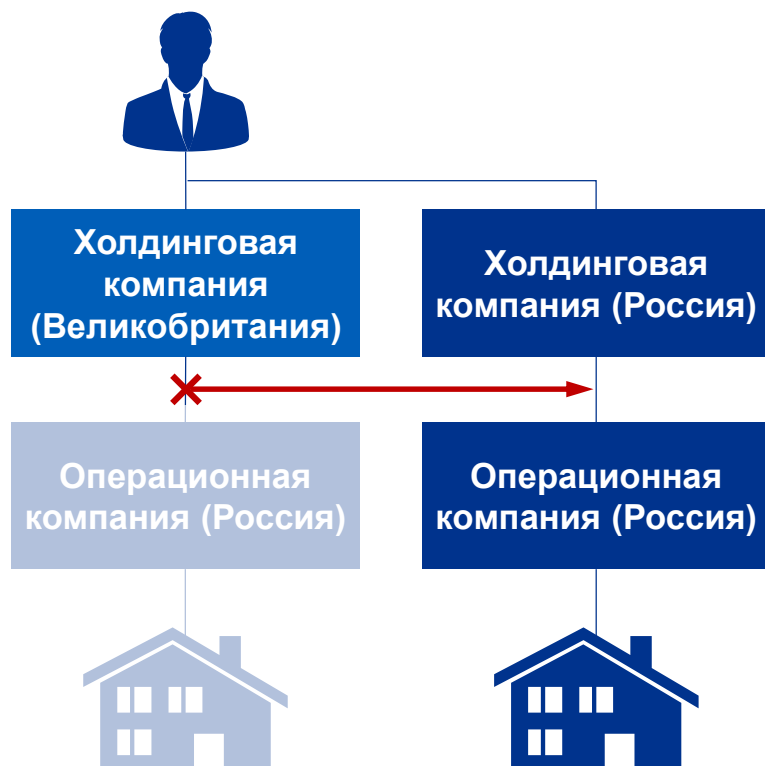 Холдинговая
компания
(Великобритания)
Холдинговая
компания (Россия)
Операционная
компания (Россия)
Операционная
компания (Россия)